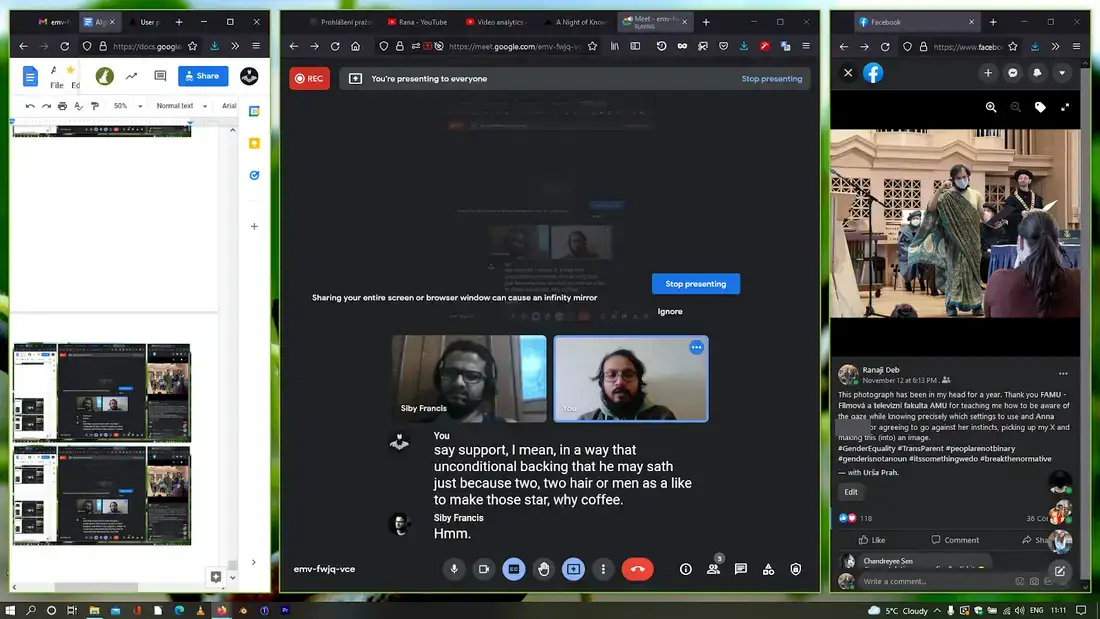 emv-f
Alg
User p
https://docs.google
File
Ed
Share
50%
Normal text
Arial
Prohlášení praž
Rana - YouTube
Video analytics -
A Night of Know
Meet - emv-fw
PLAYING
https://meet.google.com/emv-fwjq-v
REC
You're presenting to everyone
Stop presenting
Sharing your entire screen or browser window can cause an infinity mirror
Stop presenting
Ignore
Siby Francis
You
You
say support, I mean, in a way that
unconditional backing that he may sath
just because two, two hair or men as a like
to make those star, why coffee.
Siby Francis
Hmm.
emv-fwjq-vce
3
Facebook
https://www.facebo
Ranaji Deb
November 12 at 6:13 PM
This photograph has been in my head for a year. Thank you FAMU -
Filmová a televizní fakulta AMU for teaching me how to be aware of
the gaze while knowing precisely which settings to use and Anna
or agreeing to go against her instincts, picking up my X and
making this (into) an image.
#GenderEquality #TransParent #peoplarenotbinary
#genderisnotanoun #itssomethingwedo #breakthenormative
— with Urša Prah.
Edit
118
36 Co
Like
Comment
Sha
Chandreyee Sen
Write a comment...
5°C Cloudy
ENG
11:11